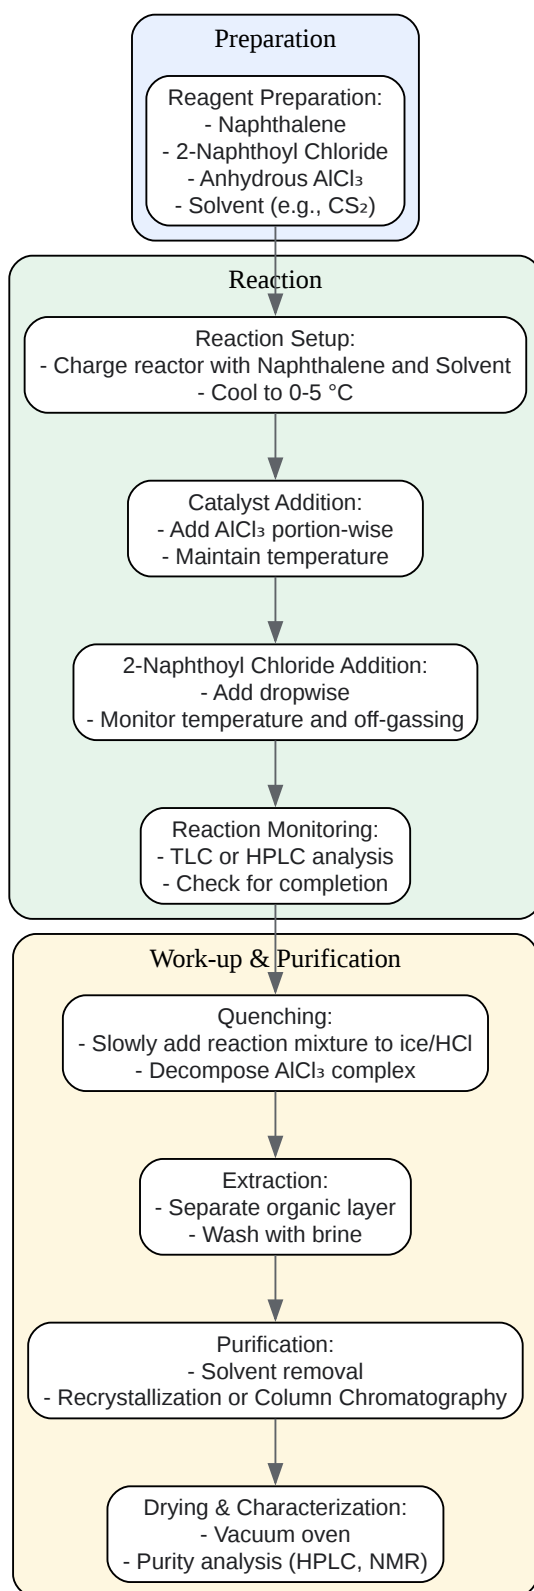 Preparation
Reagent Preparation:
- Naphthalene
- 2-Naphthoyl Chloride
- Anhydrous AlCl₃
- Solvent (e.g., CS₂)
Reaction
Reaction Setup:
- Charge reactor with Naphthalene and Solvent
- Cool to 0-5 °C
Catalyst Addition:
- Add AlCl₃ portion-wise
- Maintain temperature
2-Naphthoyl Chloride Addition:
- Add dropwise
- Monitor temperature and off-gassing
Reaction Monitoring:
- TLC or HPLC analysis
- Check for completion
Work-up & Purification
Quenching:
- Slowly add reaction mixture to ice/HCl
- Decompose AlCl₃ complex
Extraction:
- Separate organic layer
- Wash with brine
Purification:
- Solvent removal
- Recrystallization or Column Chromatography
Drying & Characterization:
- Vacuum oven
- Purity analysis (HPLC, NMR)